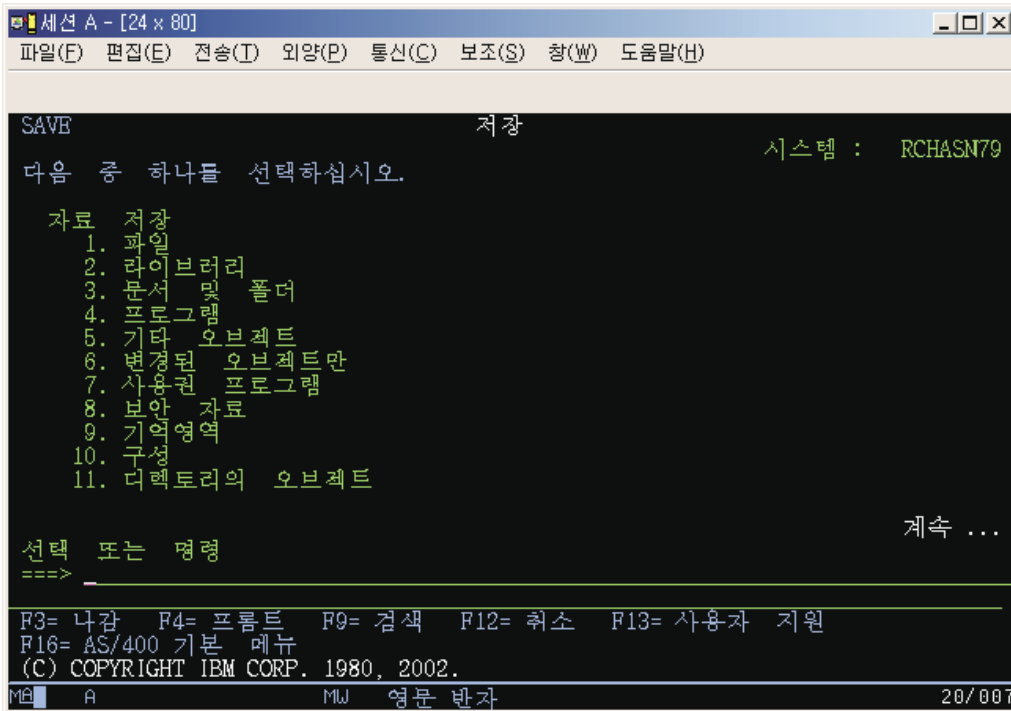 세션 A - [24 x 80]
파일(F) 편집(E) 전송(T) 외양(P) 통신(C) 보조(S) 창(W) 도움말(H)
SAVE 저장
시스템 : RCHASN79
다음 중 하나를 선택하십시오.
자료 저장
1. 파일
2. 라이브러리
3. 문서 및 폴더
4. 프로그램
5. 기타 오브젝트
6. 변경된 오브젝트만
7. 사용권 프로그램
8. 보안 자료
9. 기억영역
10. 구성
11. 디렉토리의 오브젝트
계속 ...
선택 또는 명령
===> _
F3= 나감 F4= 프롬트 F9= 검색 F12= 취소 F13= 사용자 지원
F16= AS/400 기본 메뉴
(C) COPYRIGHT IBM CORP. 1980, 2002.
A MW 영문 반자 20/007